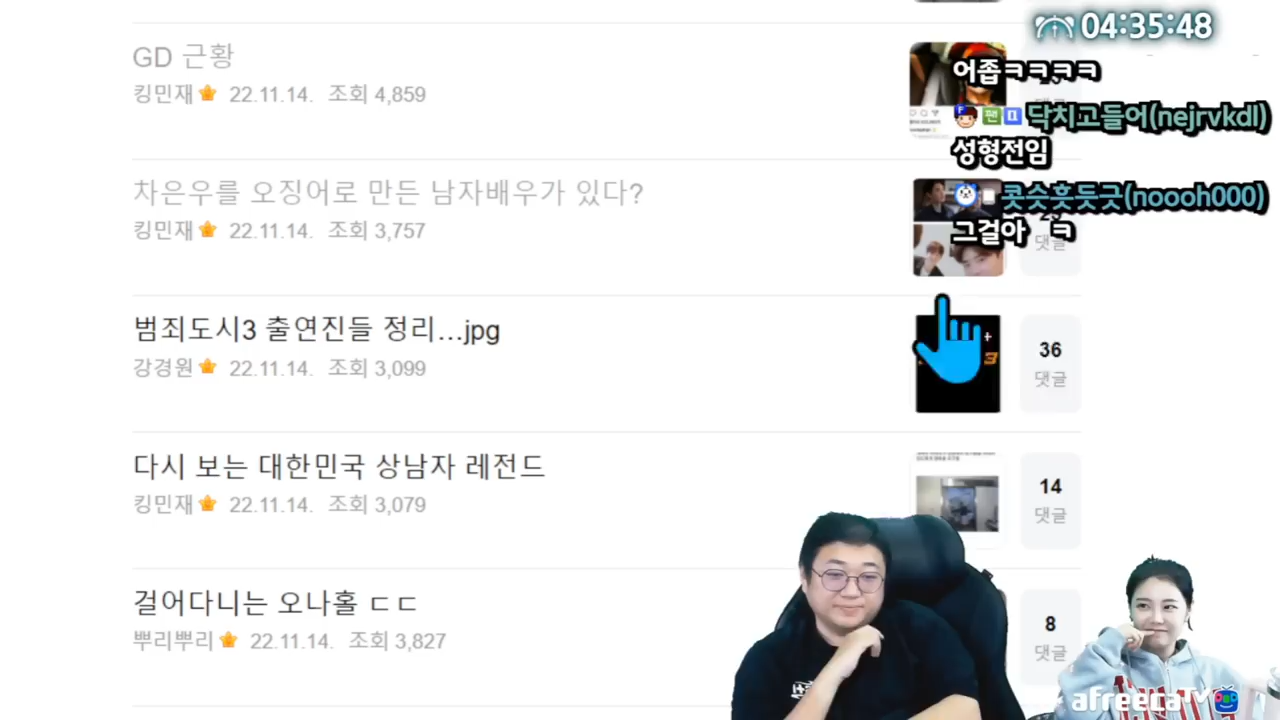 04:35:48
GD 근황
킹민재 22.11.14. 조회 4,859
어좁ㅋㅋㅋㅋ
닥치고들어(nejrvkdl)
성형전임
차은우를 오징어로 만든 남자배우가 있다?
킹민재 22.11.14. 조회 3,757
콧숫훗듯긋(noooh000)
그걸아 ㅋ
댓글
범죄도시3 출연진들 정리...jpg
강경원 22.11.14. 조회 3,099
36
댓글
다시 보는 대한민국 상남자 레전드
킹민재 22.11.14. 조회 3,079
14
댓글
걸어다니는 오나홀 ㄷㄷ
뿌리뿌리 22.11.14. 조회 3,827
8
댓글
afreecaTV